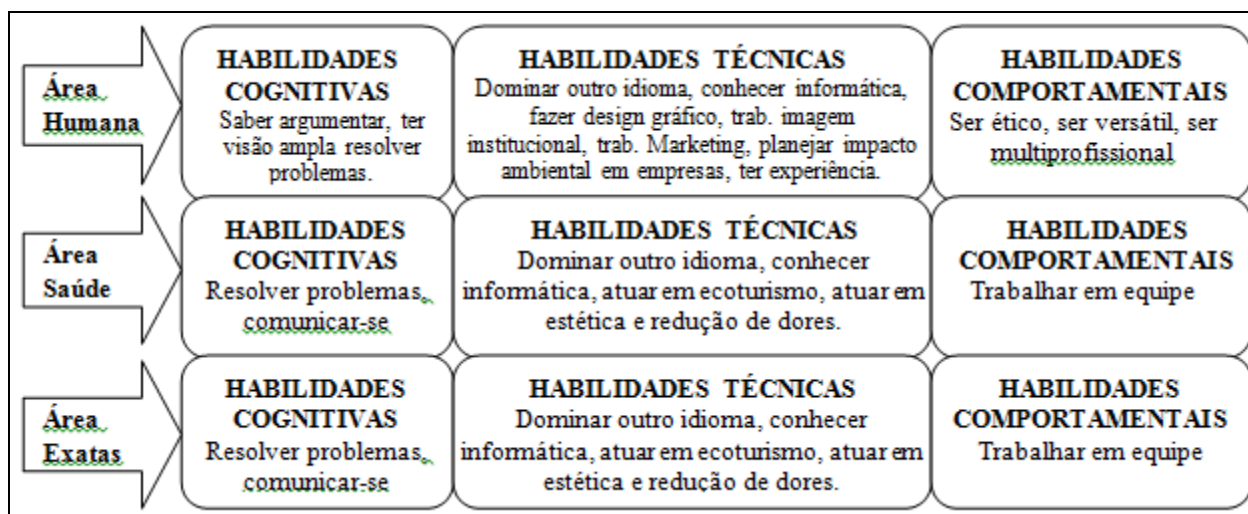 Área
Humana
HABILIDADES
COGNITIVAS
Saber argumentar, ter
visão ampla resolver
problemas.
HABILIDADES TÉCNICAS
Dominar outro idioma, conhecer informática,
fazer design gráfico, trab. imagem
institucional, trab. Marketing, planejar impacto
ambiental em empresas, ter experiência.
HABILIDADES
COMPORTAMENTAIS
Ser ético, ser versátil, ser
multiprofissional
Área
Saúde
HABILIDADES
COGNITIVAS
Resolver problemas,
comunicar-se
HABILIDADES TÉCNICAS
Dominar outro idioma, conhecer
informática, atuar em ecoturismo, atuar em
estética e redução de dores.
HABILIDADES
COMPORTAMENTAIS
Trabalhar em equipe
Área
Exatas
HABILIDADES
COGNITIVAS
Resolver problemas,
comunicar-se
HABILIDADES TÉCNICAS
Dominar outro idioma, conhecer
informática, atuar em ecoturismo, atuar em
estética e redução de dores.
HABILIDADES
COMPORTAMENTAIS
Trabalhar em equipe